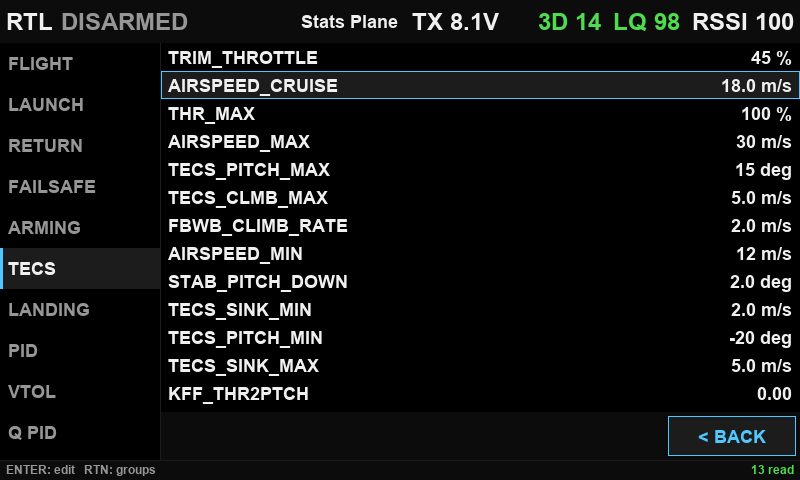 RTL DISARMED Stats Plane TX 8.1V 3D 14 LQ 98 RSSI 100
FLIGHT
LAUNCH
RETURN
FAILSAFE
ARMING
TECS
LANDING
PID
VTOL
Q PID
TRIM_THROTTLE 45 %
AIRSPEED_CRUISE 18.0 m/s
THR_MAX 100 %
AIRSPEED_MAX 30 m/s
TECS_PITCH_MAX 15 deg
TECS_CLMB_MAX 5.0 m/s
FBWB_CLIMB_RATE 2.0 m/s
AIRSPEED_MIN 12 m/s
STAB_PITCH_DOWN 2.0 deg
TECS_SINK_MIN 2.0 m/s
TECS_PITCH_MIN -20 deg
TECS_SINK_MAX 5.0 m/s
KFF_THR2PTCH 0.00
< BACK
ENTER: edit RTN: groups 13 read